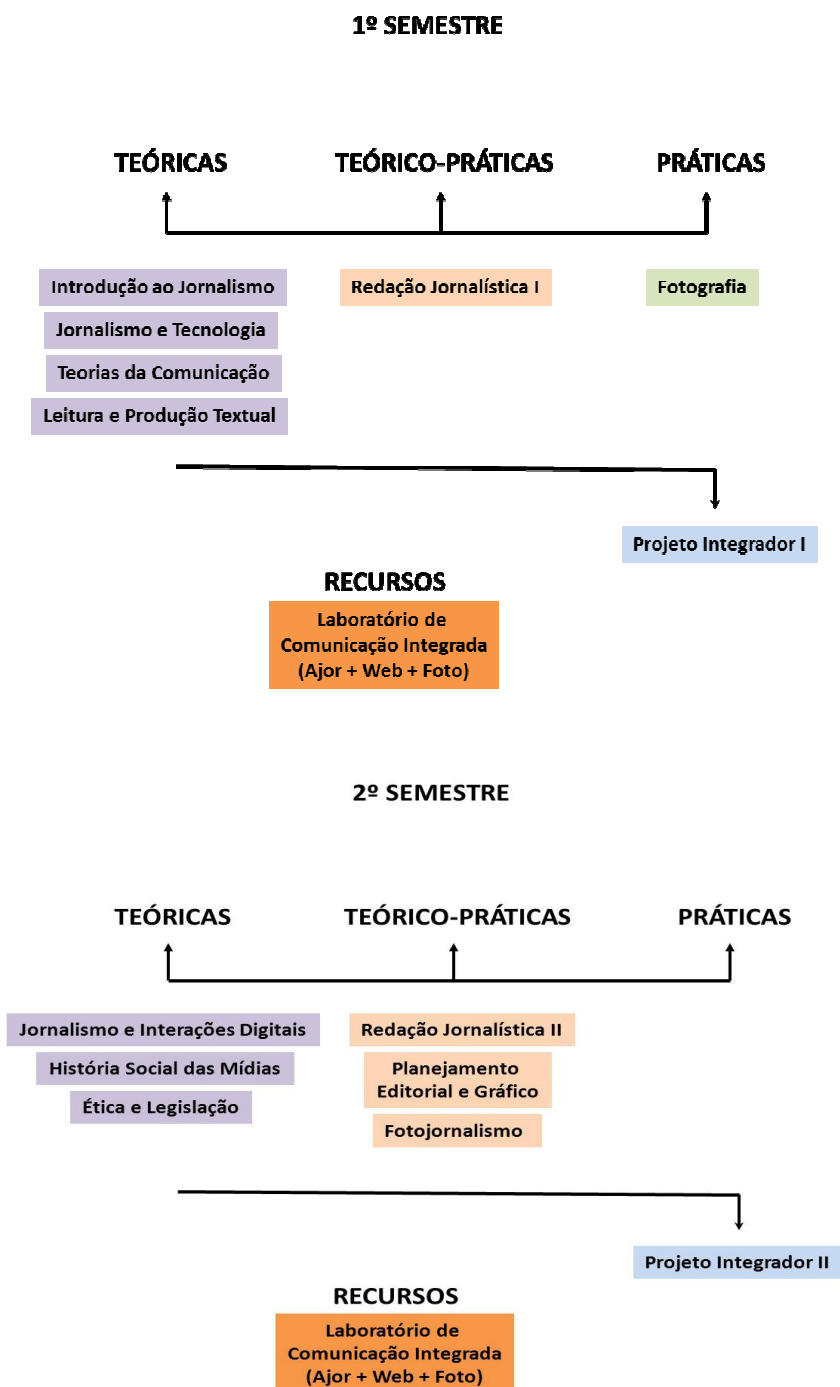 1º SEMESTRE
TEÓRICAS
TEÓRICO-PRÁTICAS
PRÁTICAS
Introdução ao Jornalismo
Jornalismo e Tecnologia
Teorias da Comunicação
Leitura e Produção Textual
Redação Jornalística I
Fotografia
Projeto Integrador I
RECURSOS
Laboratório de
Comunicação Integrada
(Ajor + Web + Foto)
2º SEMESTRE
TEÓRICAS
TEÓRICO-PRÁTICAS
PRÁTICAS
Jornalismo e Interações Digitais
História Social das Mídias
Ética e Legislação
Redação Jornalística II
Planejamento
Editorial e Gráfico
Fotojornalismo
Projeto Integrador II
RECURSOS
Laboratório de
Comunicação Integrada
(Ajor + Web + Foto)